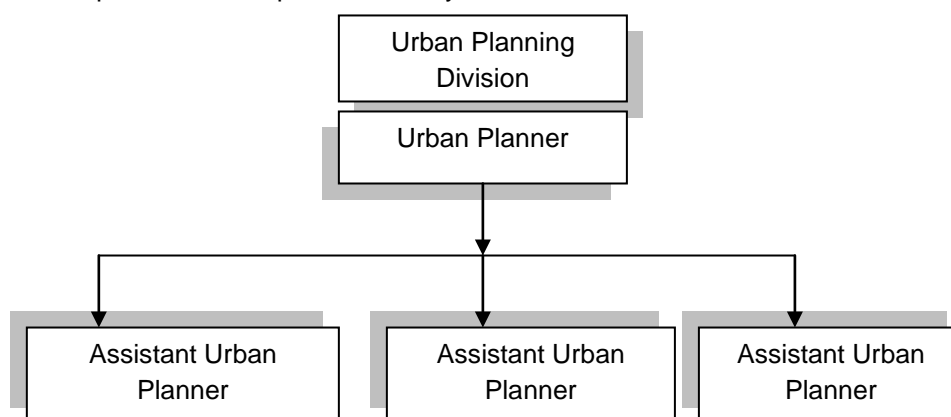 Urban Planning
Division
Urban Planner
Assistant Urban
Planner
Assistant Urban
Planner
Assistant Urban
Planner